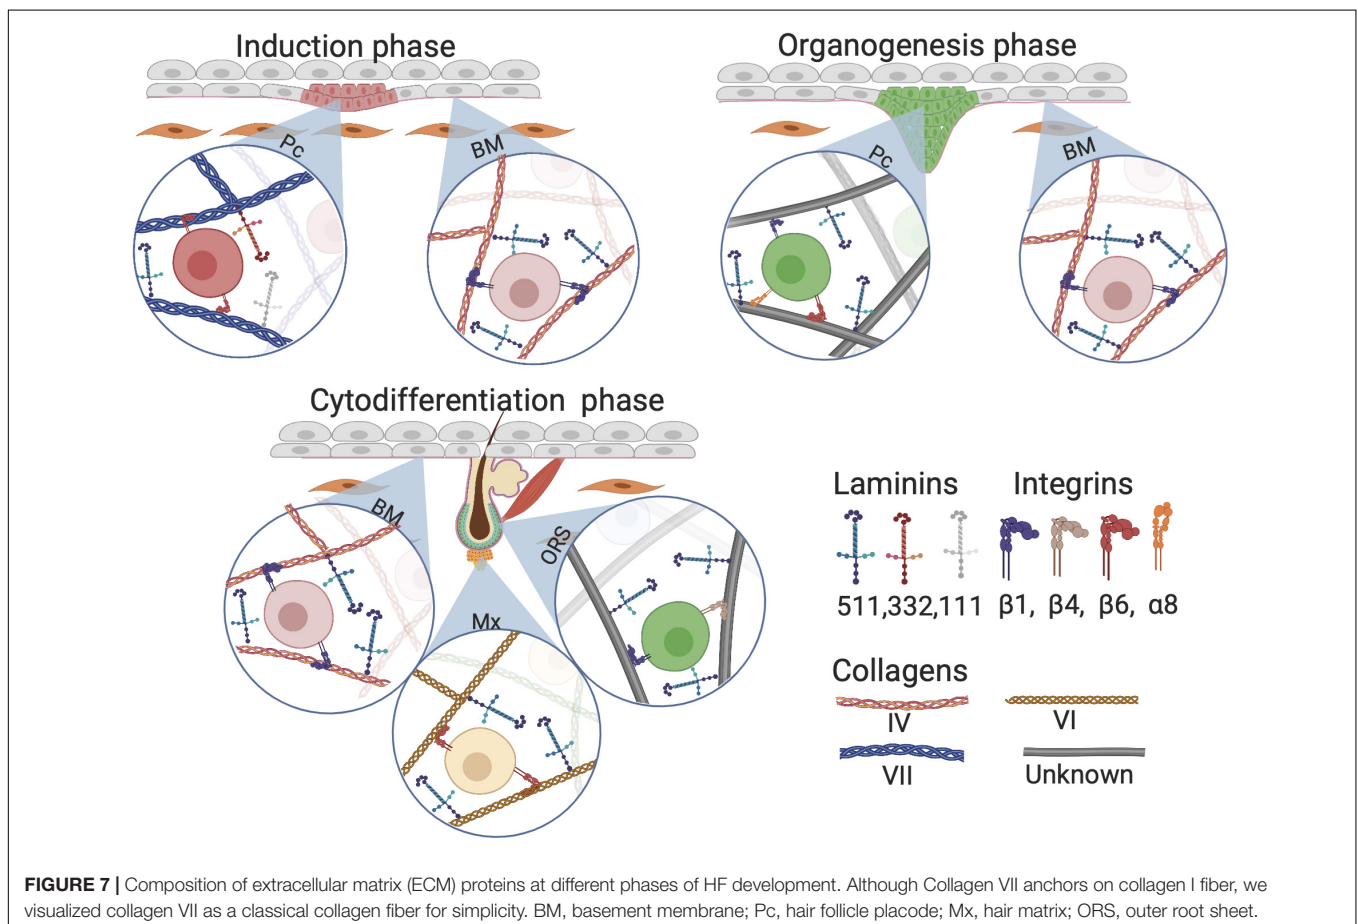 Induction phase
Organogenesis phase
Pc
BM
Pc
BM
Cytodifferentiation phase
BM
ORS
Mx
Laminins
Integrins
511,332,111
β1, β4, β6, α8
Collagens
IV
VI
VII
Unknown
FIGURE 7 | Composition of extracellular matrix (ECM) proteins at different phases of HF development. Although Collagen VII anchors on collagen I fiber, we
visualized collagen VII as a classical collagen fiber for simplicity. BM, basement membrane; Pc, hair follicle placode; Mx, hair matrix; ORS, outer root sheet.